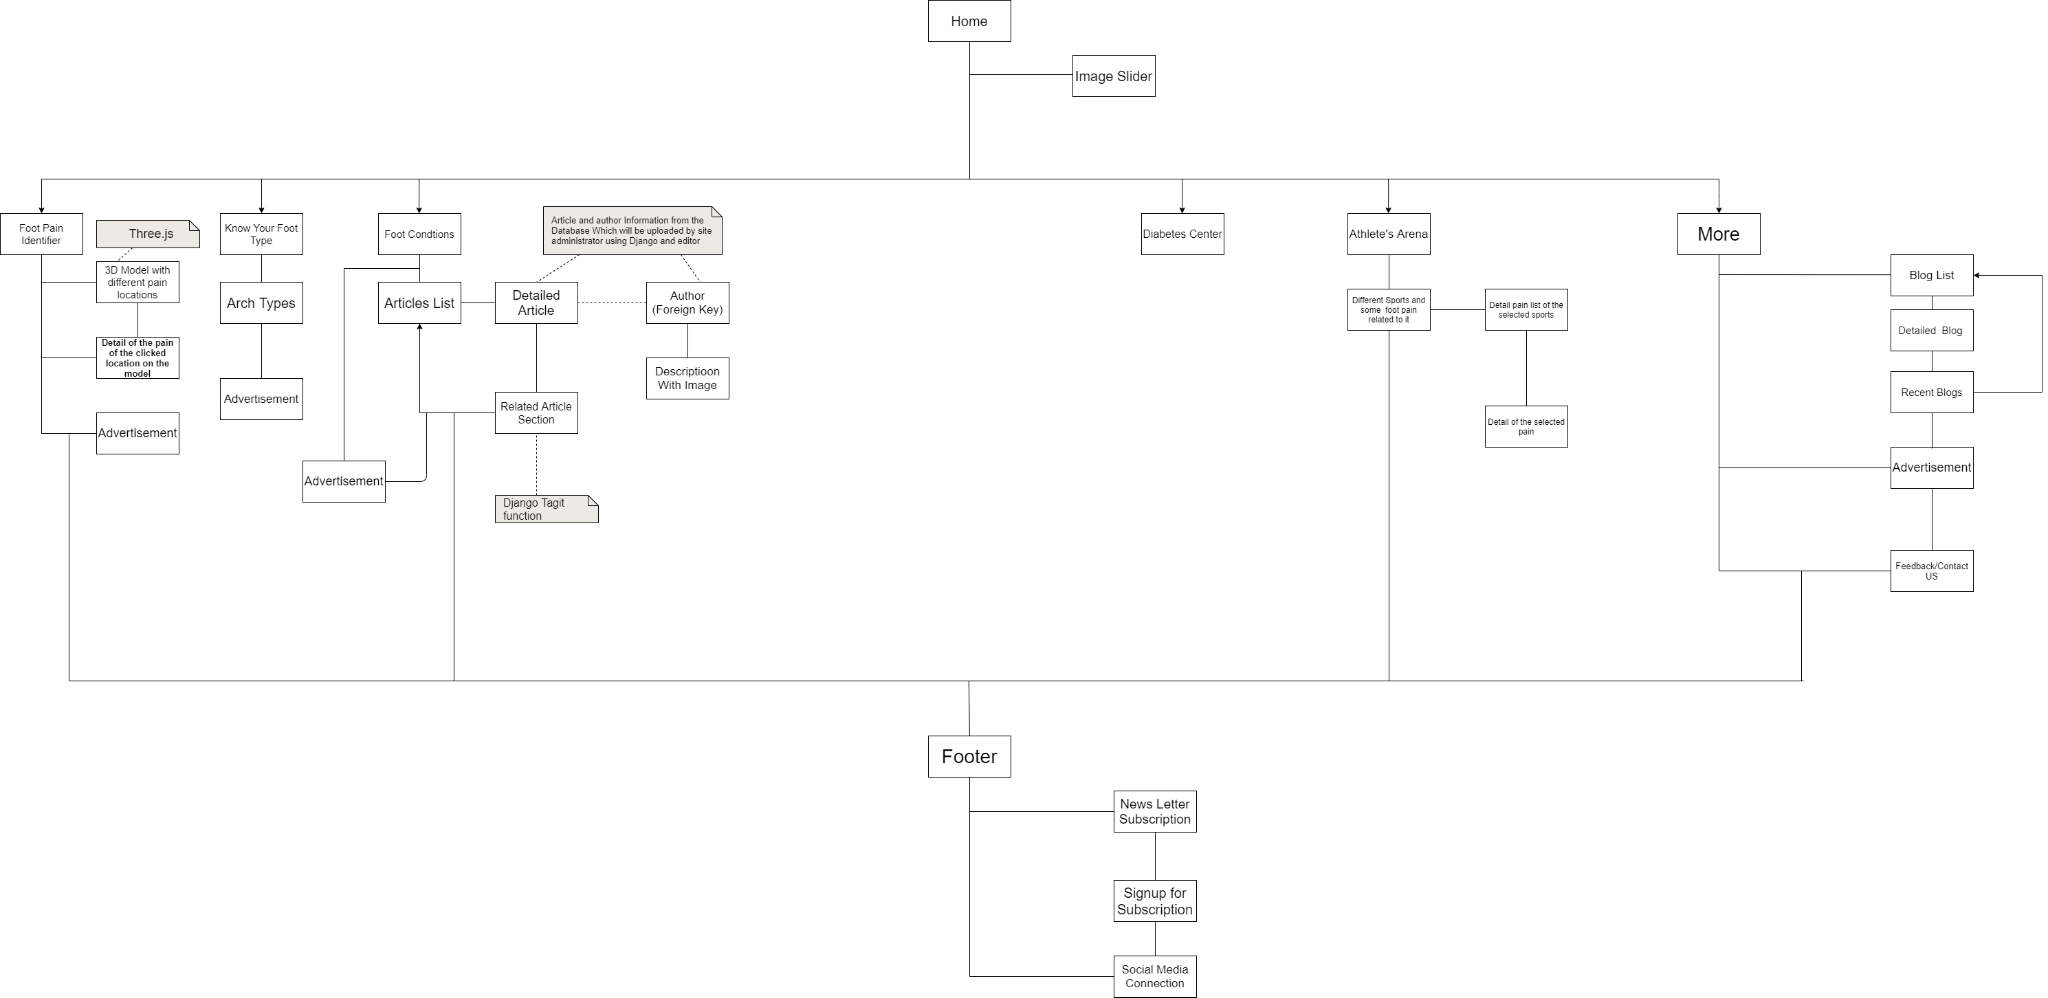 Home
Image Slider
Foot Pain
Identifier
Three.js
3D Model with
different pain
locations
Detail of the pain
of the clicked
location on the
model
Advertisement
Know Your Foot
Type
Arch Types
Advertisement
Foot Condtions
Articles List
Advertisement
Article and author Information from the
Database Which will be uploaded by site
administrator using Django and editor
Detailed
Article
Author
(Foreign Key)
Descriptioon
With Image
Related Article
Section
Django Tagit
function
Diabetes Center
Athlete's Arena
Different Sports and
some foot pain
related to it
Detail pain list of the
selected sports
Detail of the selected
pain
More
Blog List
Detailed Blog
Recent Blogs
Advertisement
Feedback/Contact
US
Footer
News Letter
Subscription
Signup for
Subscription
Social Media
Connection